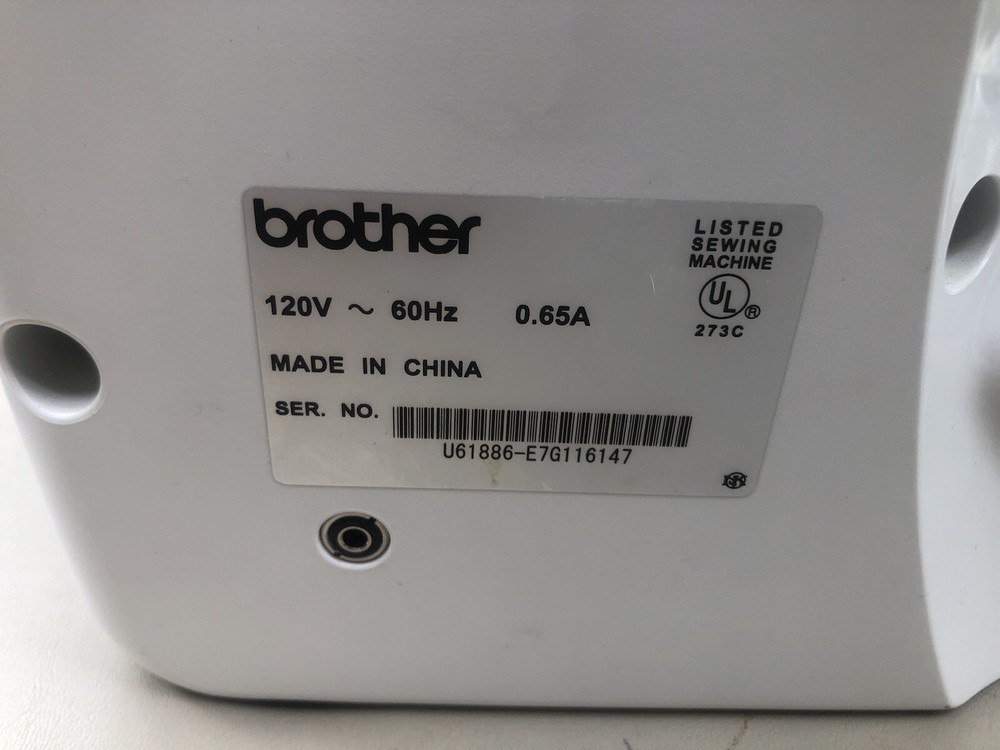 brother
LISTED
SEWING
MACHINE
UL®
273C
120V ~ 60Hz 0.65A
MADE IN CHINA
SER. NO.
U61886-E7G116147